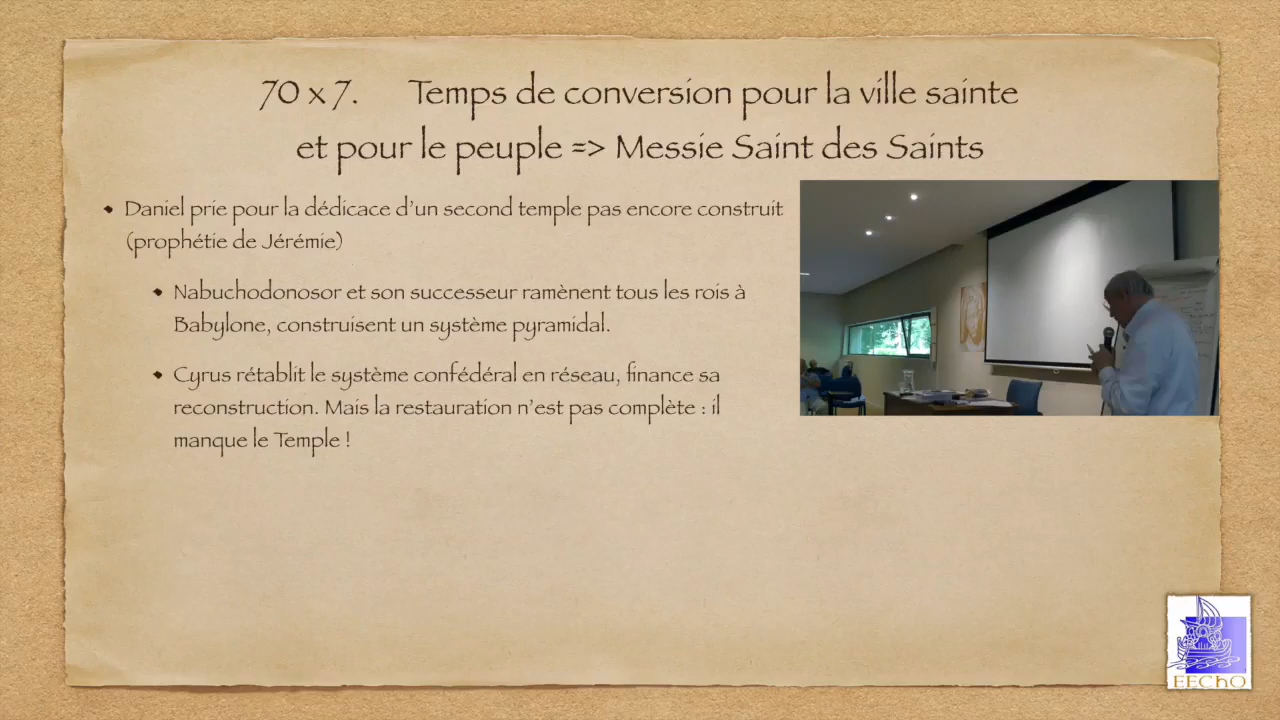 70 x 7. Temps de conversion pour la ville sainte
et pour le peuple => Messie Saint des Saints
Daniel prie pour la dédicace d'un second temple pas encore construit
(prophétie de Jérémie)
Nabuchodonosor et son successeur ramènent tous les rois à
Babylone, construisent un système pyramidal.
Cyrus rétablit le système confédéral en réseau, finance sa
reconstruction. Mais la restauration n'est pas complète : il
manque le Temple !
EEChO